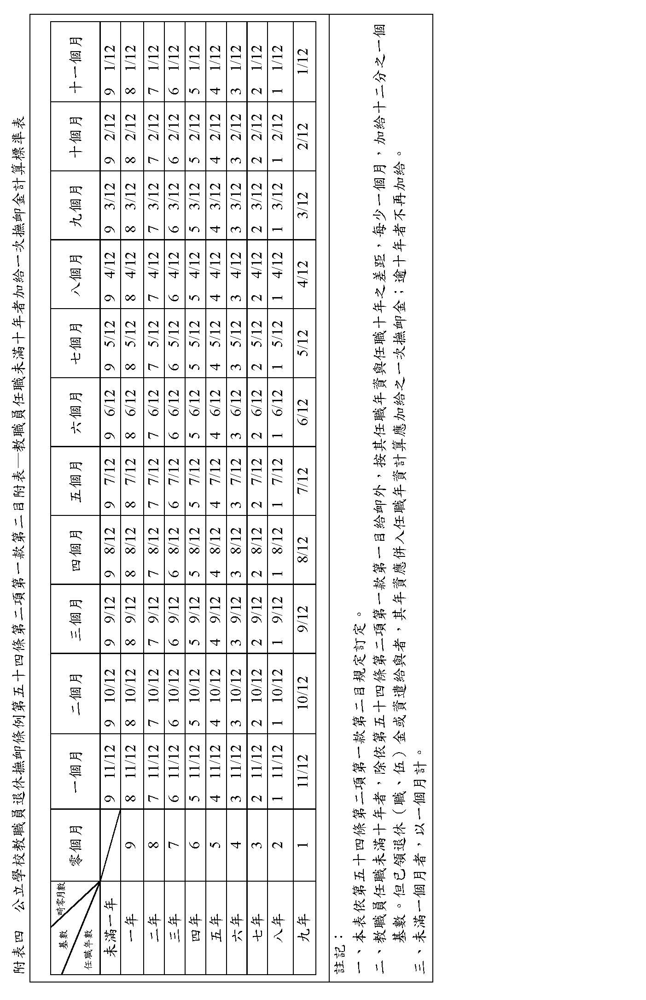 附表四　公立學校教職員退休撫卹條例第五十四條第二項第一款第二目附表—教職員任職未滿十年者加給一次撫卹金計算標準表
基數 任職年數 畸零月數 零個月 一個月 二個月 三個月 四個月 五個月 六個月 七個月 八個月 九個月 十個月 十一個月
未滿一年 9 11/12 9 10/12 9 9/12 9 8/12 9 7/12 9 6/12 9 5/12 9 4/12 9 3/12 9 2/12 9 1/12
一年 9 8 11/12 8 10/12 8 9/12 8 8/12 8 7/12 8 6/12 8 5/12 8 4/12 8 3/12 8 2/12 8 1/12
二年 8 7 11/12 7 10/12 7 9/12 7 8/12 7 7/12 7 6/12 7 5/12 7 4/12 7 3/12 7 2/12 7 1/12
三年 7 6 11/12 6 10/12 6 9/12 6 8/12 6 7/12 6 6/12 6 5/12 6 4/12 6 3/12 6 2/12 6 1/12
四年 6 5 11/12 5 10/12 5 9/12 5 8/12 5 7/12 5 6/12 5 5/12 5 4/12 5 3/12 5 2/12 5 1/12
五年 5 4 11/12 4 10/12 4 9/12 4 8/12 4 7/12 4 6/12 4 5/12 4 4/12 4 3/12 4 2/12 4 1/12
六年 4 3 11/12 3 10/12 3 9/12 3 8/12 3 7/12 3 6/12 3 5/12 3 4/12 3 3/12 3 2/12 3 1/12
七年 3 2 11/12 2 10/12 2 9/12 2 8/12 2 7/12 2 6/12 2 5/12 2 4/12 2 3/12 2 2/12 2 1/12
八年 2 1 11/12 1 10/12 1 9/12 1 8/12 1 7/12 1 6/12 1 5/12 1 4/12 1 3/12 1 2/12 1 1/12
九年 1 11/12 10/12 9/12 8/12 7/12 6/12 5/12 4/12 3/12 2/12 1/12
註記：
一、本表依第五十四條第二項第一款第二目規定訂定。
二、教職員任職未滿十年者，除依第五十四條第二項第一款第一目給卹外，按其任職年資與任職十年之差距，每少一個月，加給十二分之一個
基數。但已領退休（職、伍）金或資遣給與者，其年資應併入任職年資計算應加給之一次撫卹金；逾十年者不再加給。
三、未滿一個月者，以一個月計。